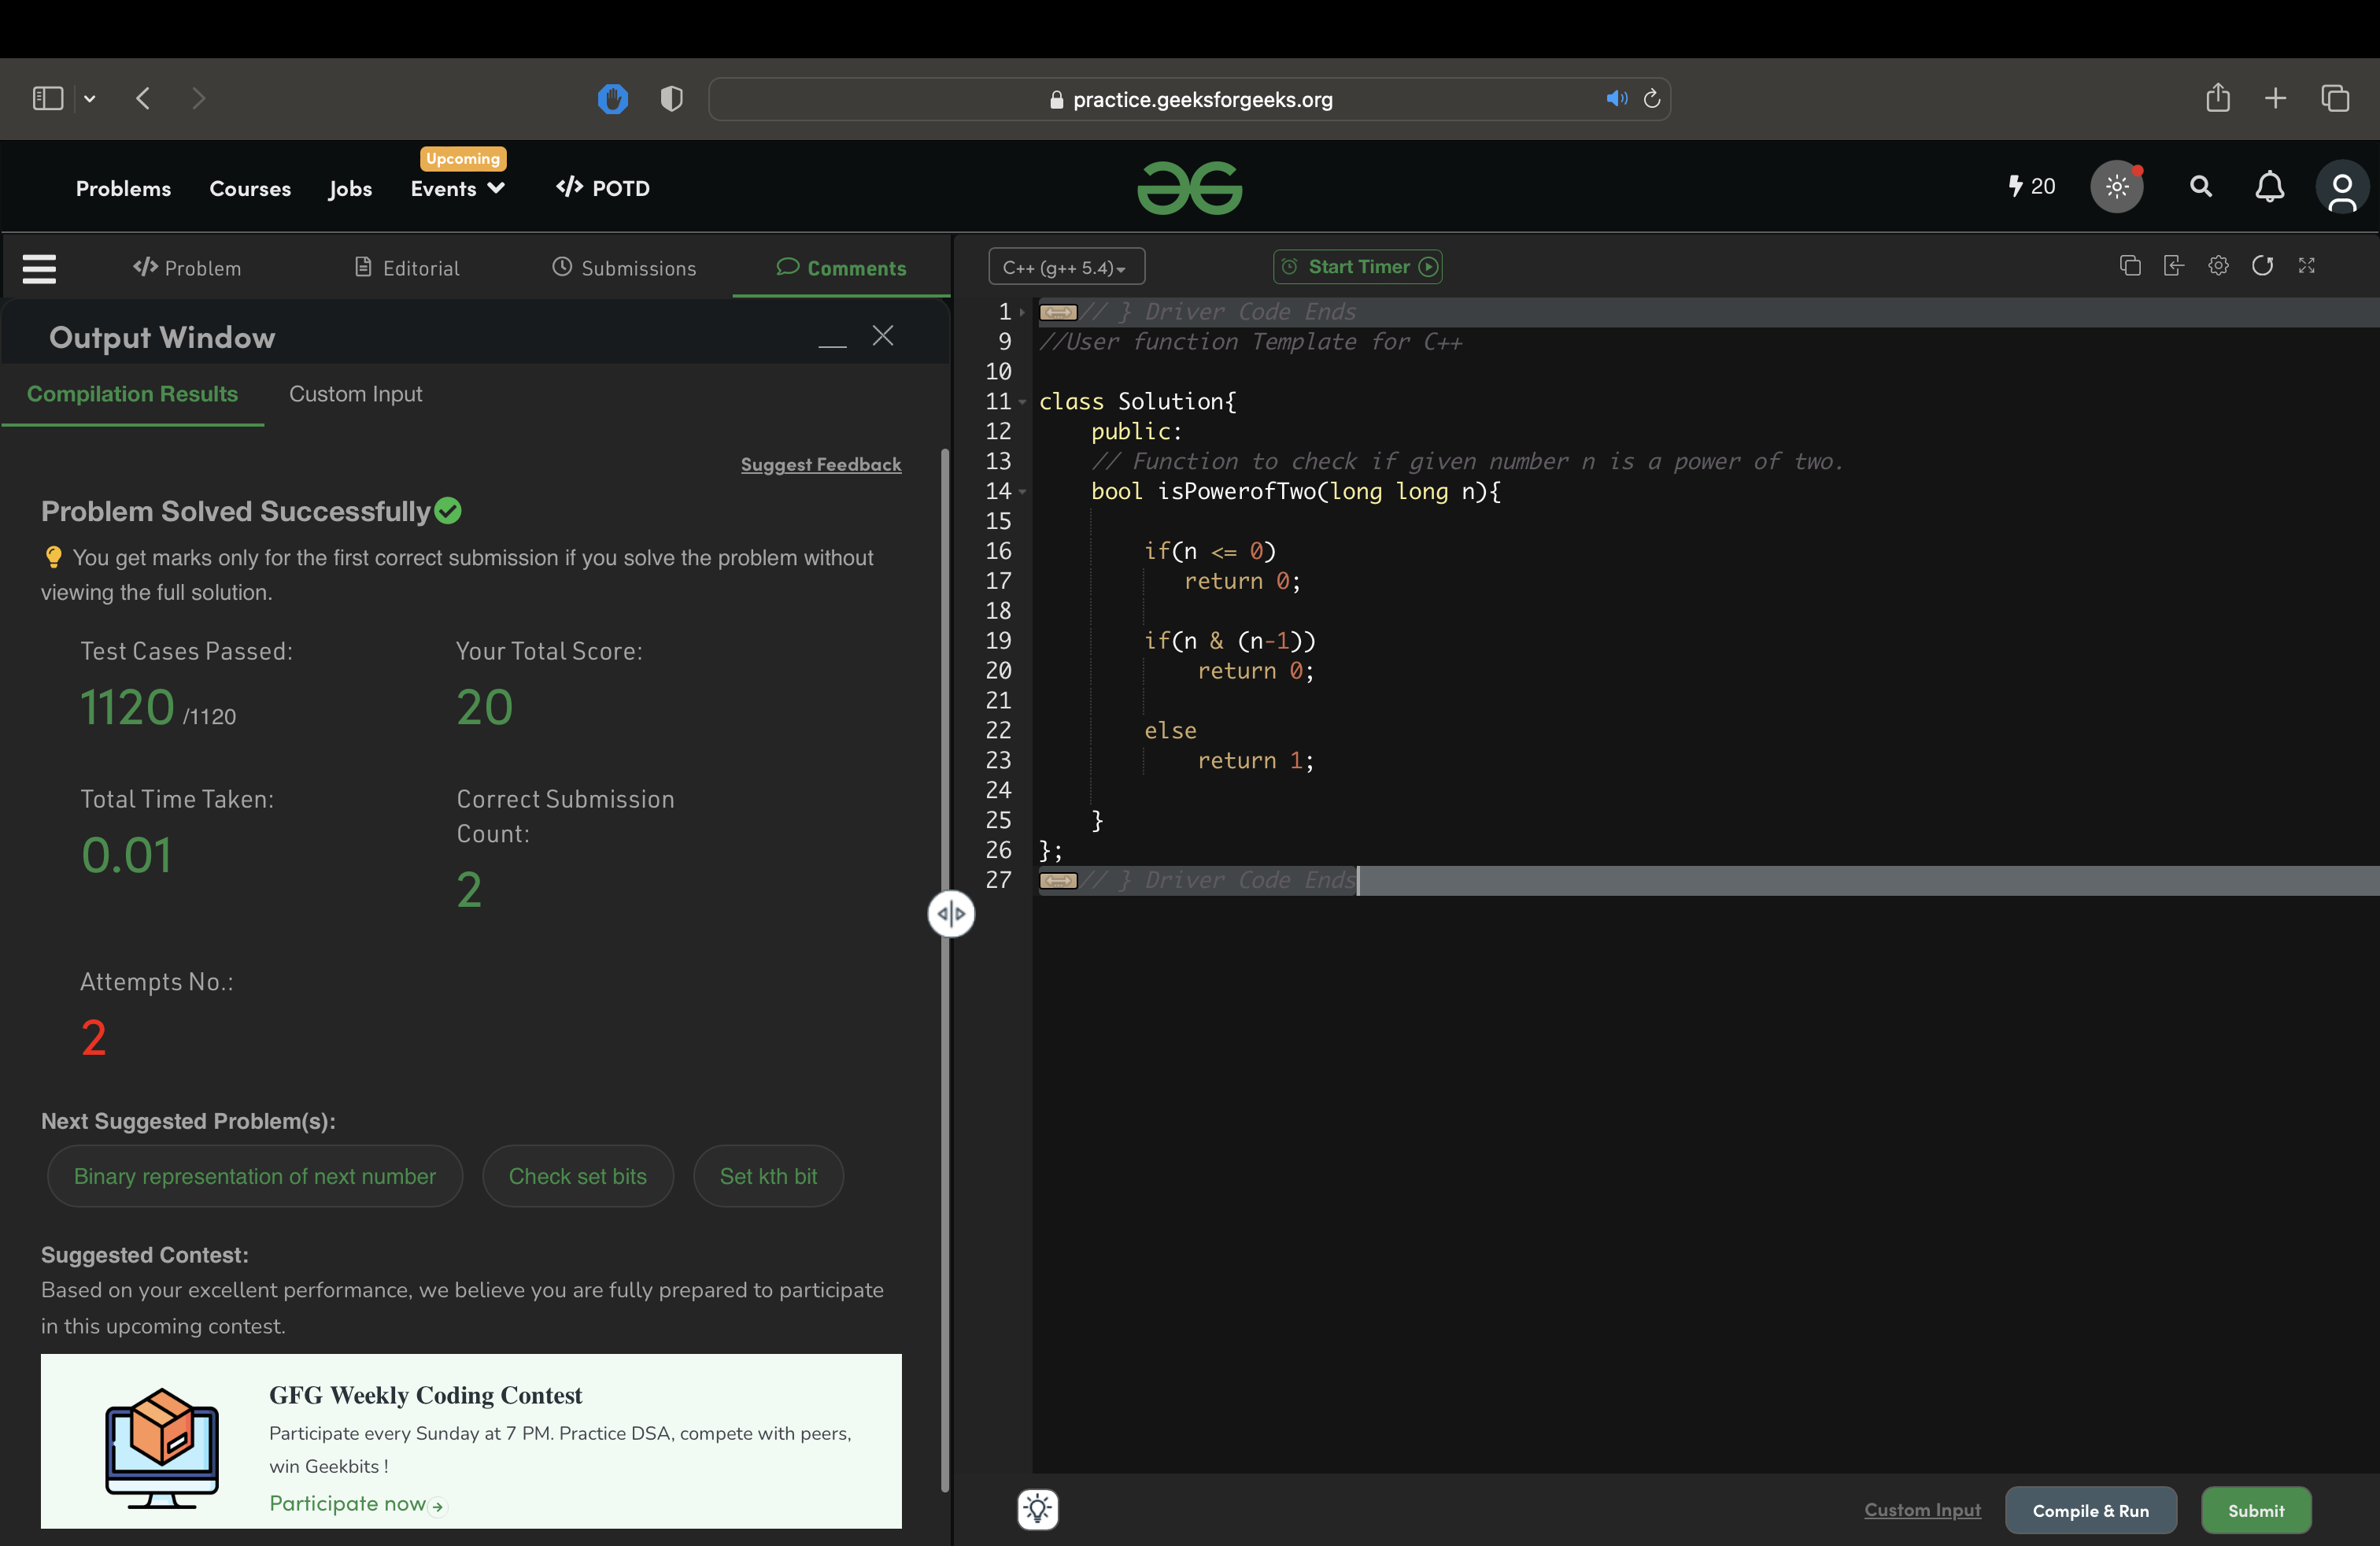 practice.geeksforgeeks.org
Problems Courses Jobs Events Upcoming </> POTD 20
</> Problem Editorial Submissions Comments
C++ (g++ 5.4) Start Timer
Output Window
Compilation Results Custom Input
Suggest Feedback
Problem Solved Successfully
You get marks only for the first correct submission if you solve the problem without
viewing the full solution.
Test Cases Passed:
1120 /1120
Your Total Score:
20
Total Time Taken:
0.01
Correct Submission
Count:
2
Attempts No.:
2
Next Suggested Problem(s):
Binary representation of next number Check set bits Set kth bit
Suggested Contest:
Based on your excellent performance, we believe you are fully prepared to participate
in this upcoming contest.
GFG Weekly Coding Contest
Participate every Sunday at 7 PM. Practice DSA, compete with peers,
win Geekbits !
Participate now
1 // } Driver Code Ends
9 //User function Template for C++
10
11 class Solution{
12 public:
13 // Function to check if given number n is a power of two.
14 bool isPowerofTwo(long long n){
15
16 if(n <= 0)
17 return 0;
18
19 if(n & (n-1))
20 return 0;
21
22 else
23 return 1;
24
25 }
26 };
27 // } Driver Code Ends
Custom Input Compile & Run Submit